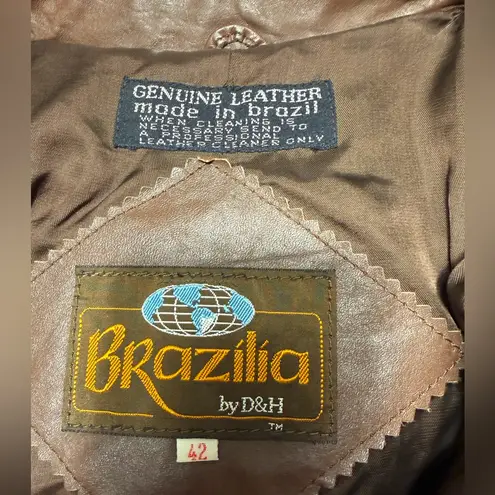 GENUINE LEATHER
made in brazil
WHEN CLEANING IS
NECESSARY SEND TO
A PROFESSIONAL
LEATHER CLEANER ONLY
BRazilia
by D&H
TM
42